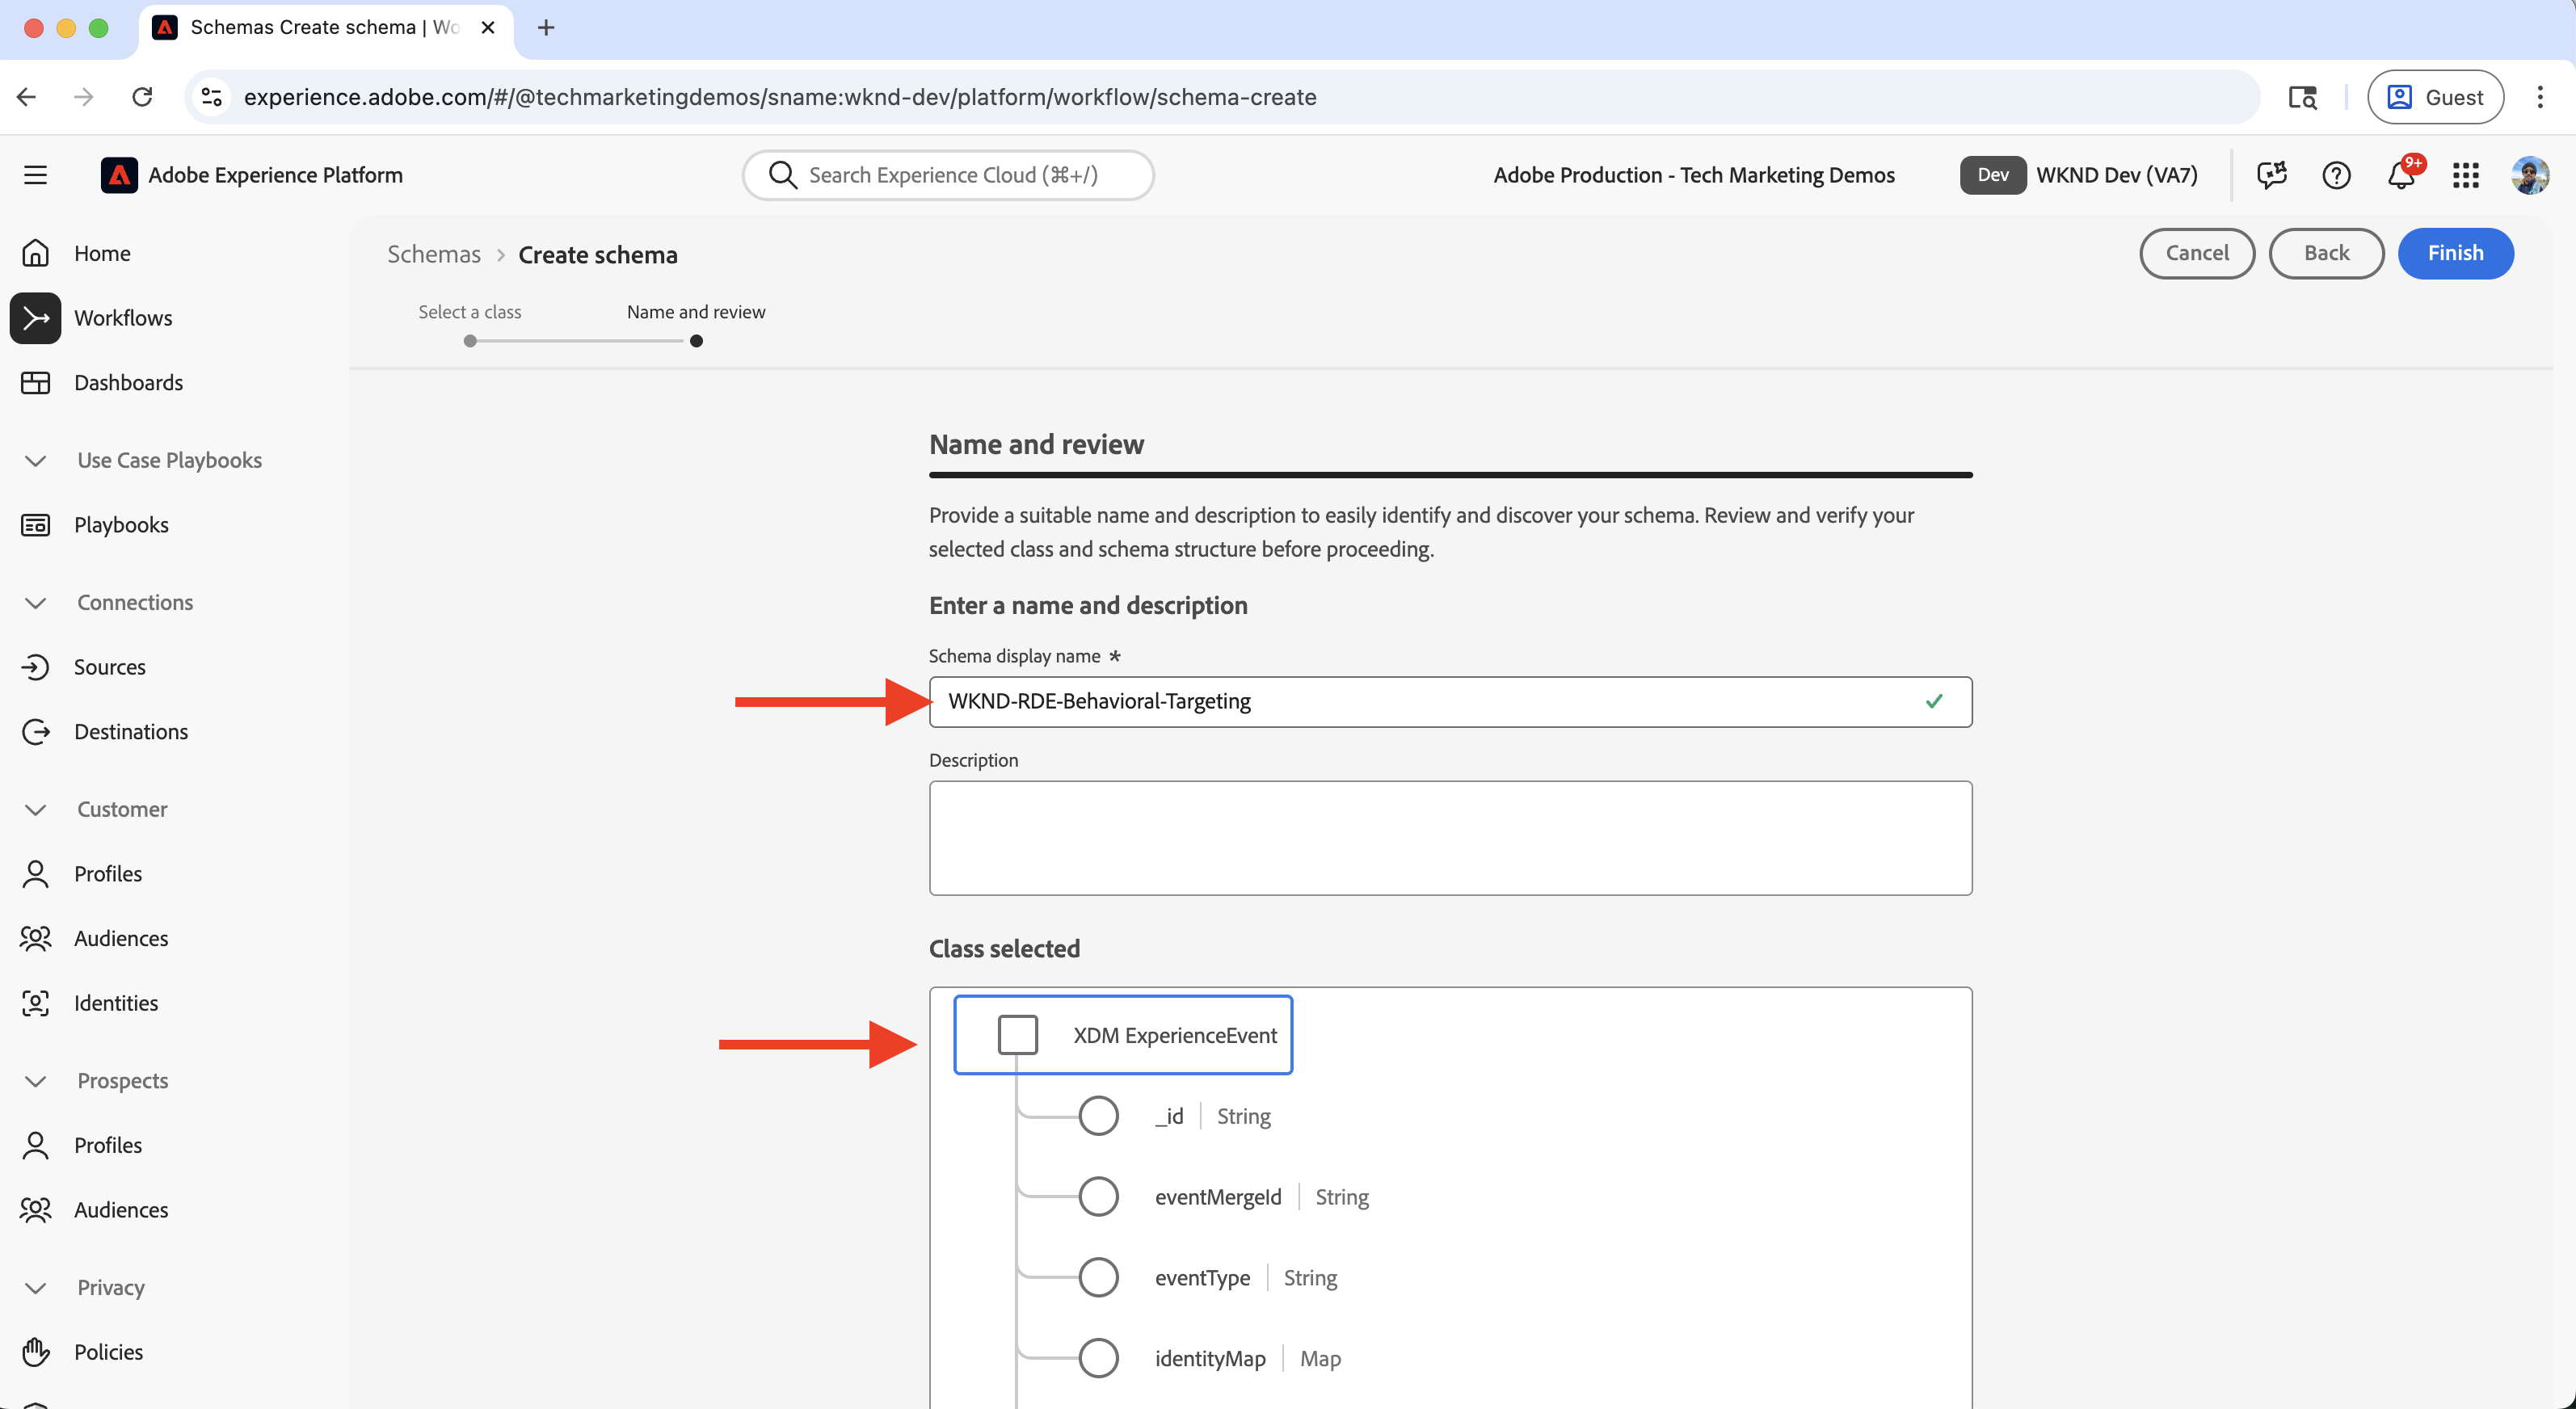 Schemas Create schema | Wo
experience.adobe.com/#/@techmarketingdemos/sname:wknd-dev/platform/workflow/schema-create
Guest
Adobe Experience Platform
Search Experience Cloud (⌘+/)
Adobe Production - Tech Marketing Demos
Dev
WKND Dev (VA7)
9+
Home
Workflows
Dashboards
Use Case Playbooks
Playbooks
Connections
Sources
Destinations
Customer
Profiles
Audiences
Identities
Prospects
Profiles
Audiences
Privacy
Policies
Schemas > Create schema
Cancel
Back
Finish
Select a class
Name and review
Name and review
Provide a suitable name and description to easily identify and discover your schema. Review and verify your
selected class and schema structure before proceeding.
Enter a name and description
Schema display name *
WKND-RDE-Behavioral-Targeting
Description
Class selected
XDM ExperienceEvent
_id | String
eventMergeId | String
eventType | String
identityMap | Map